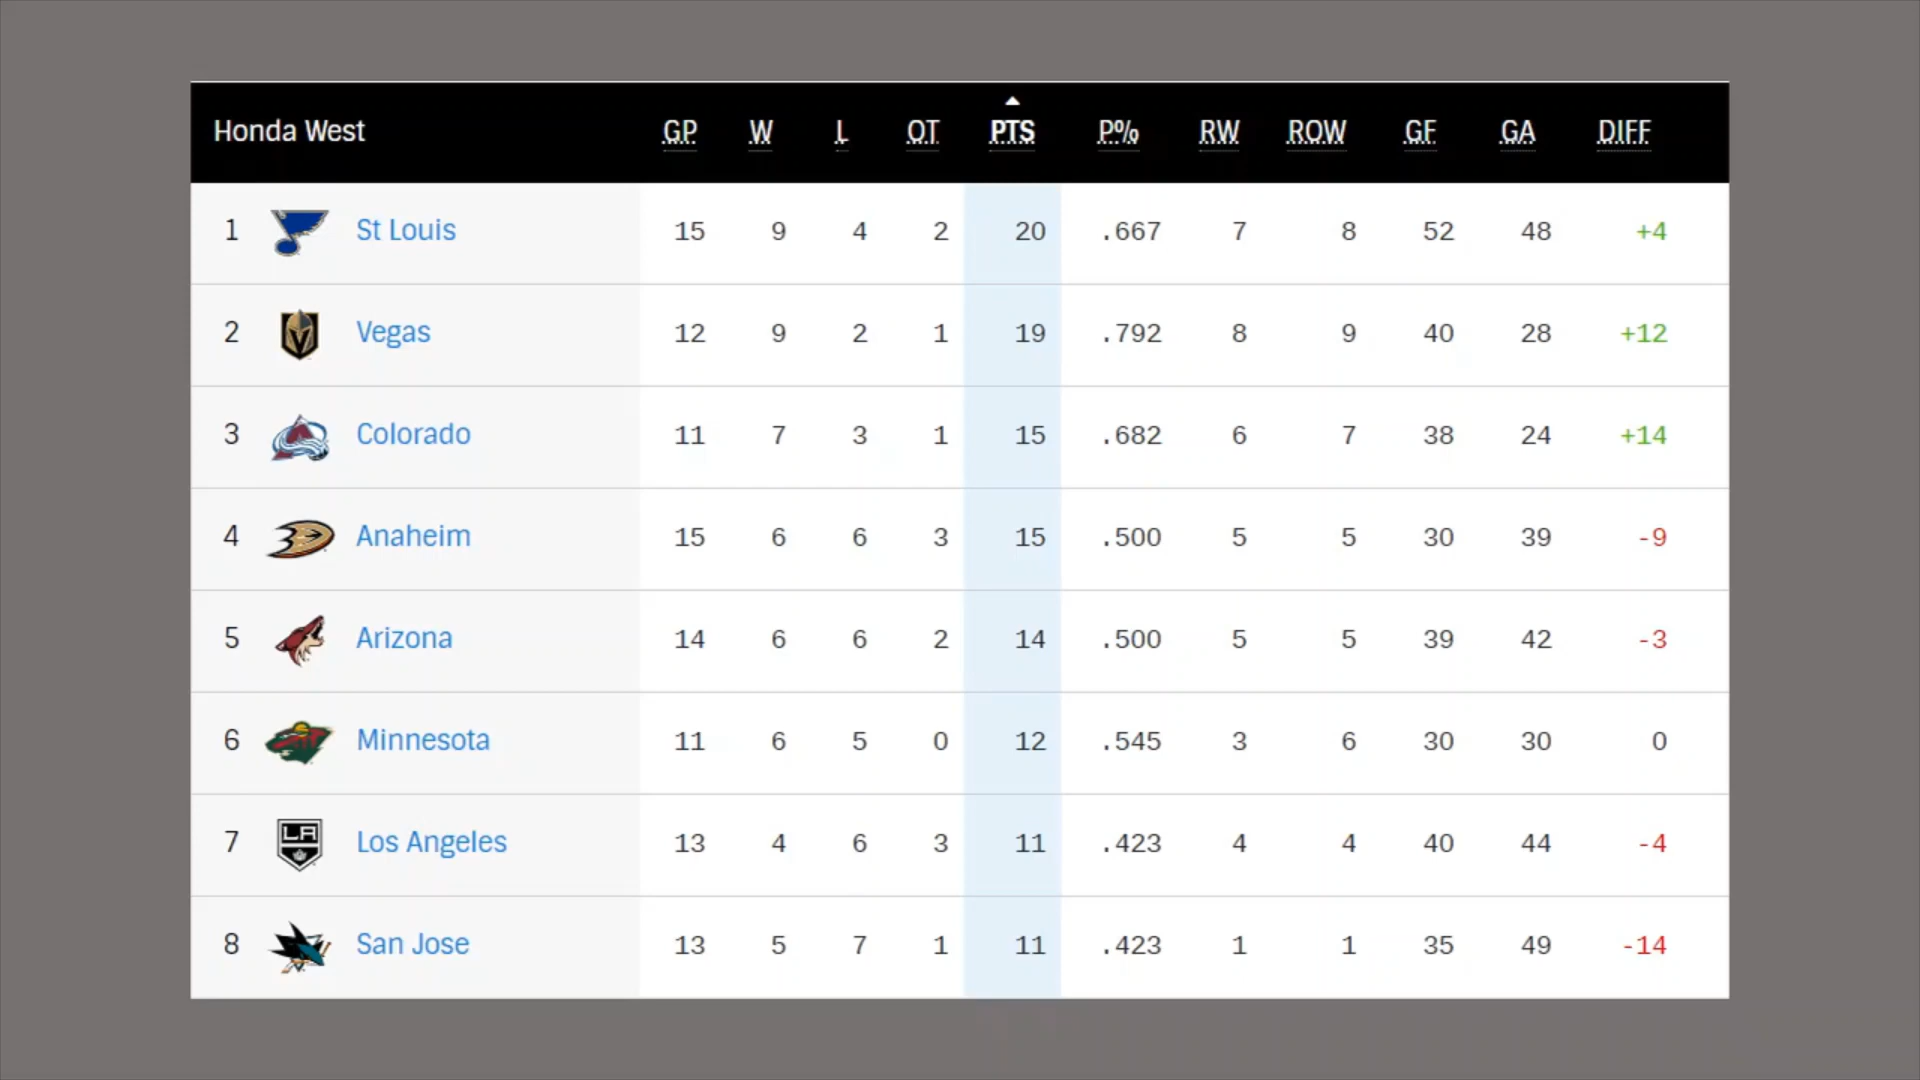 Honda West GP W L OT PTS P% RW ROW GF GA DIFF
1 St Louis 15 9 4 2 20 .667 7 8 52 48 +4
2 Vegas 12 9 2 1 19 .792 8 9 40 28 +12
3 Colorado 11 7 3 1 15 .682 6 7 38 24 +14
4 Anaheim 15 6 6 3 15 .500 5 5 30 39 -9
5 Arizona 14 6 6 2 14 .500 5 5 39 42 -3
6 Minnesota 11 6 5 0 12 .545 3 6 30 30 0
7 LA Los Angeles 13 4 6 3 11 .423 4 4 40 44 -4
8 San Jose 13 5 7 1 11 .423 1 1 35 49 -14